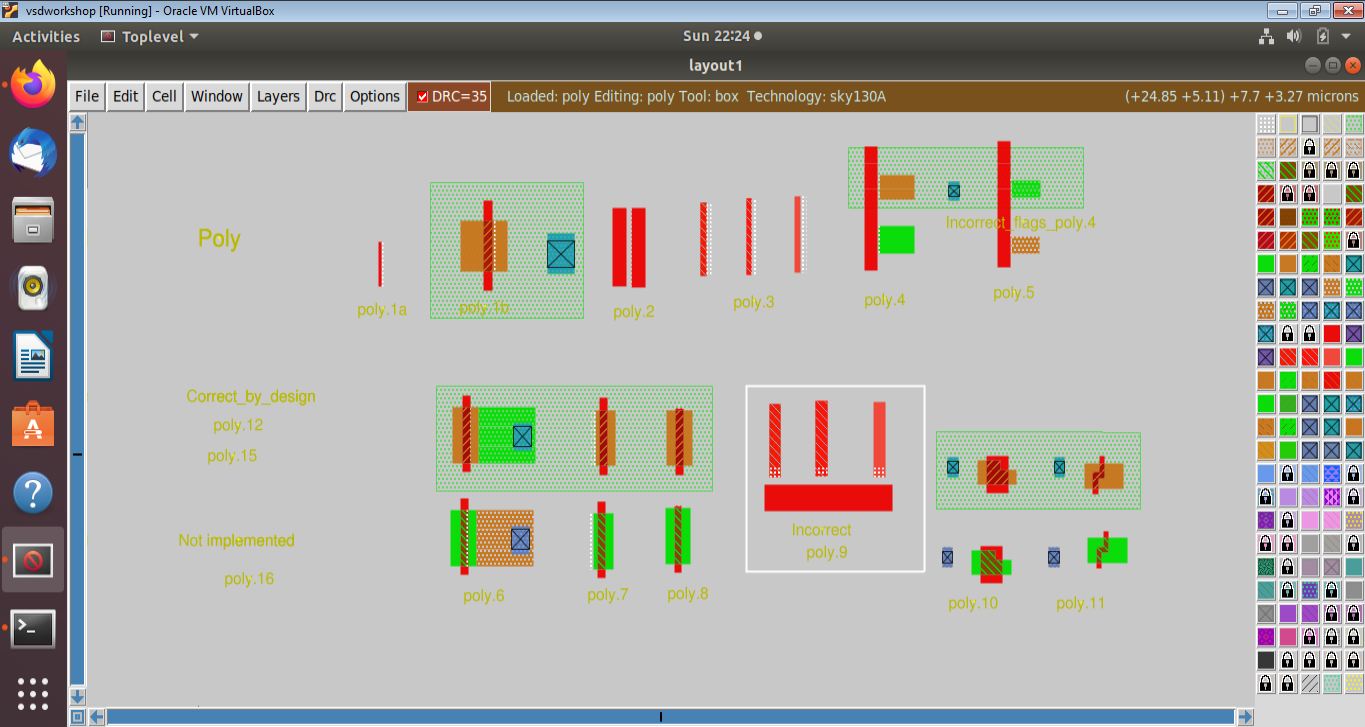 vsdworkshop [Running] - Oracle VM VirtualBox
Activities Toplevel Sun 22:24
layout1
File Edit Cell Window Layers Drc Options DRC=35 Loaded: poly Editing: poly Tool: box Technology: sky130A (+24.85 +5.11) +7.7 +3.27 microns
Poly
poly.1a
poly.1b
poly.2
poly.3
poly.4
Incorrect_flags_poly.4
poly.5
Correct_by_design
poly.12
poly.15
Not implemented
poly.16
poly.6
poly.7
poly.8
Incorrect
poly.9
poly.10
poly.11